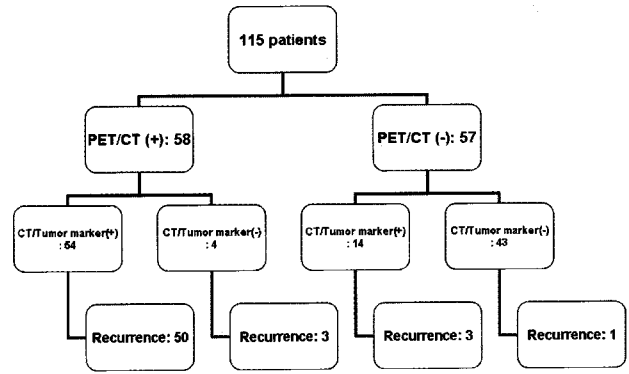 115 patients
PET/CT (+): 58
PET/CT (-): 57
CT/Tumor marker(+)
: 54
CT/Tumor marker(-)
: 4
CT/Tumor marker(+)
: 14
CT/Tumor marker(-)
: 43
Recurrence: 50
Recurrence: 3
Recurrence: 3
Recurrence: 1